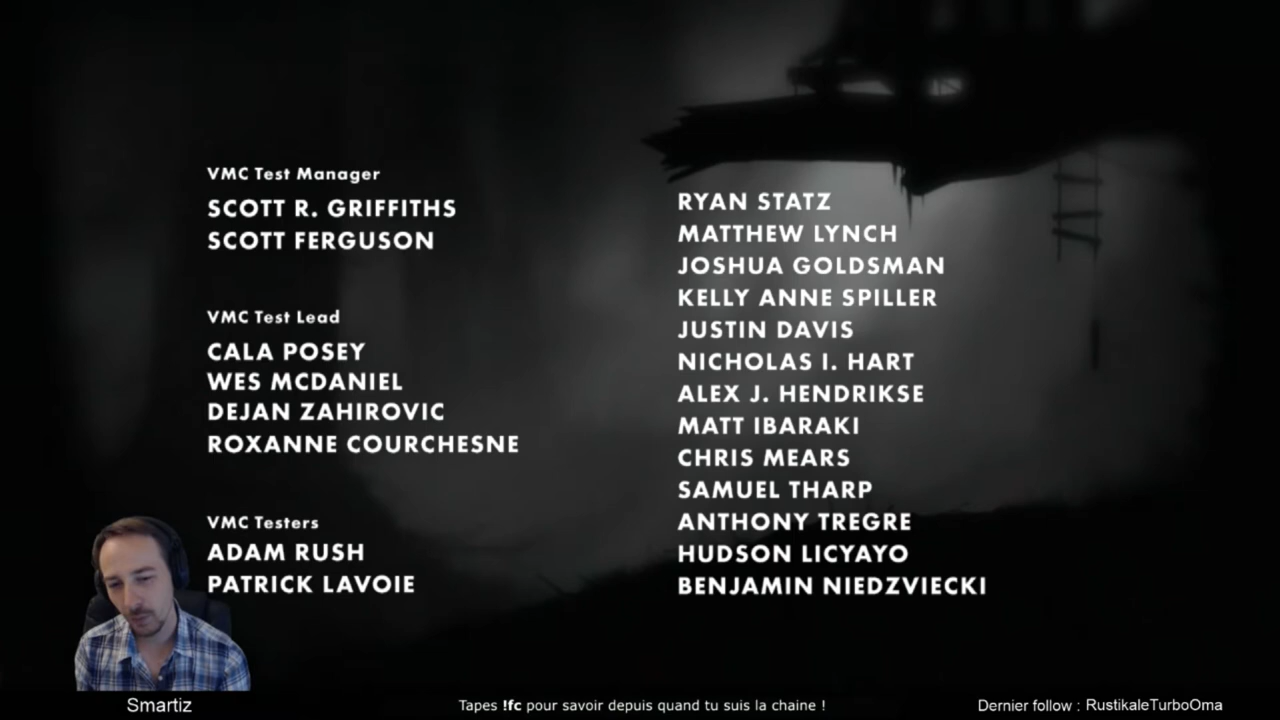 VMC Test Manager
SCOTT R. GRIFFITHS
SCOTT FERGUSON
VMC Test Lead
CALA POSEY
WES MCDANIEL
DEJAN ZAHIROVIC
ROXANNE COURCHESNE
VMC Testers
ADAM RUSH
PATRICK LAVOIE
RYAN STATZ
MATTHEW LYNCH
JOSHUA GOLDSMAN
KELLY ANNE SPILLER
JUSTIN DAVIS
NICHOLAS I. HART
ALEX J. HENDRIKSE
MATT IBARAKI
CHRIS MEARS
SAMUEL THARP
ANTHONY TREGRE
HUDSON LICYAYO
BENJAMIN NIEDZVIECKI
Smartiz
Tapes !fc pour savoir depuis quand tu suis la chaine !
Dernier follow : RustikaleTurboOma